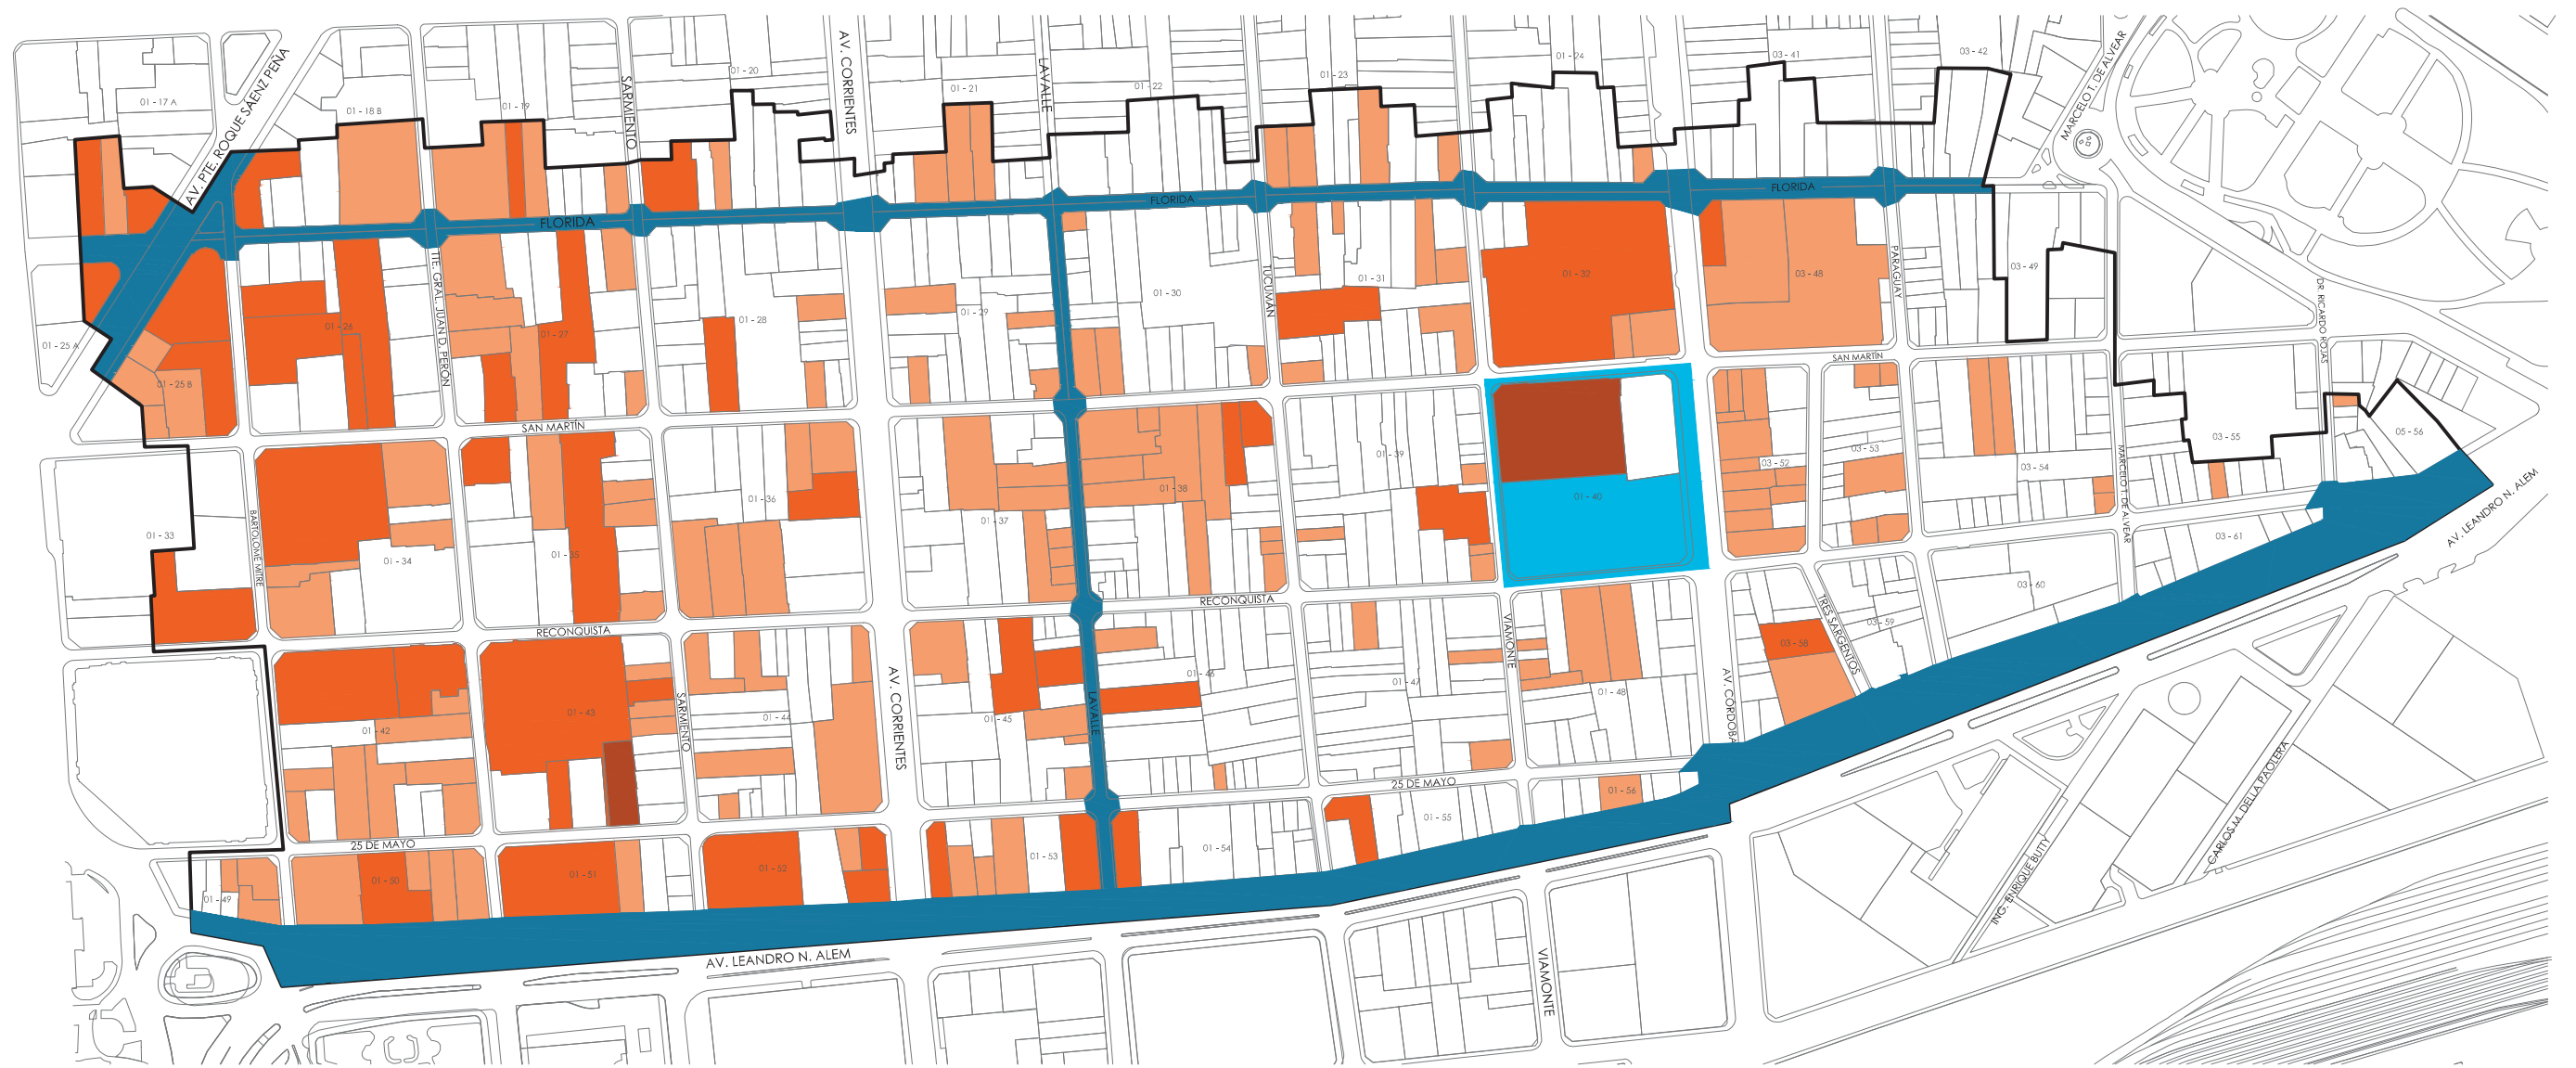 01 - 17 A
AV. PTE. ROQUE SÁENZ PEÑA
01 - 18 B
01 - 19
SARMIENTO
01 - 20
AV. CORRIENTES
01 - 21
LAVALLE
01 - 22
01 - 23
01 - 24
03 - 41
03 - 42
MARCELO T. DE ALVEAR
FLORIDA
FLORIDA
FLORIDA
01 - 25 A
01 - 25 B
01 - 26
TTE. GRAL. JUAN D. PERÓN
01 - 27
01 - 28
01 - 29
01 - 30
TUCUMÁN
01 - 31
01 - 32
03 - 48
PARAGUAY
03 - 49
DR. RICARDO ROJAS
SAN MARTÍN
SAN MARTÍN
01 - 33
BARTOLOMÉ MITRE
01 - 34
01 - 35
01 - 36
01 - 37
01 - 38
01 - 39
01 - 40
03 - 52
03 - 53
03 - 54
MARCELO T. DE ALVEAR
03 - 55
05 - 56
AV. LEANDRO N. ALEM
RECONQUISTA
RECONQUISTA
01 - 42
01 - 43
SARMIENTO
01 - 44
AV. CORRIENTES
01 - 45
LAVALLE
01 - 46
01 - 47
VIAMONTE
01 - 48
AV. CÓRDOBA
03 - 58
TRES SARGENTOS
03 - 59
03 - 60
03 - 61
25 DE MAYO
25 DE MAYO
01 - 49
01 - 50
01 - 51
01 - 52
01 - 53
01 - 54
01 - 55
01 - 56
AV. LEANDRO N. ALEM
VIAMONTE
ING. ENRIQUE BUTTY
CARLOS M. DELLA PAOLERA